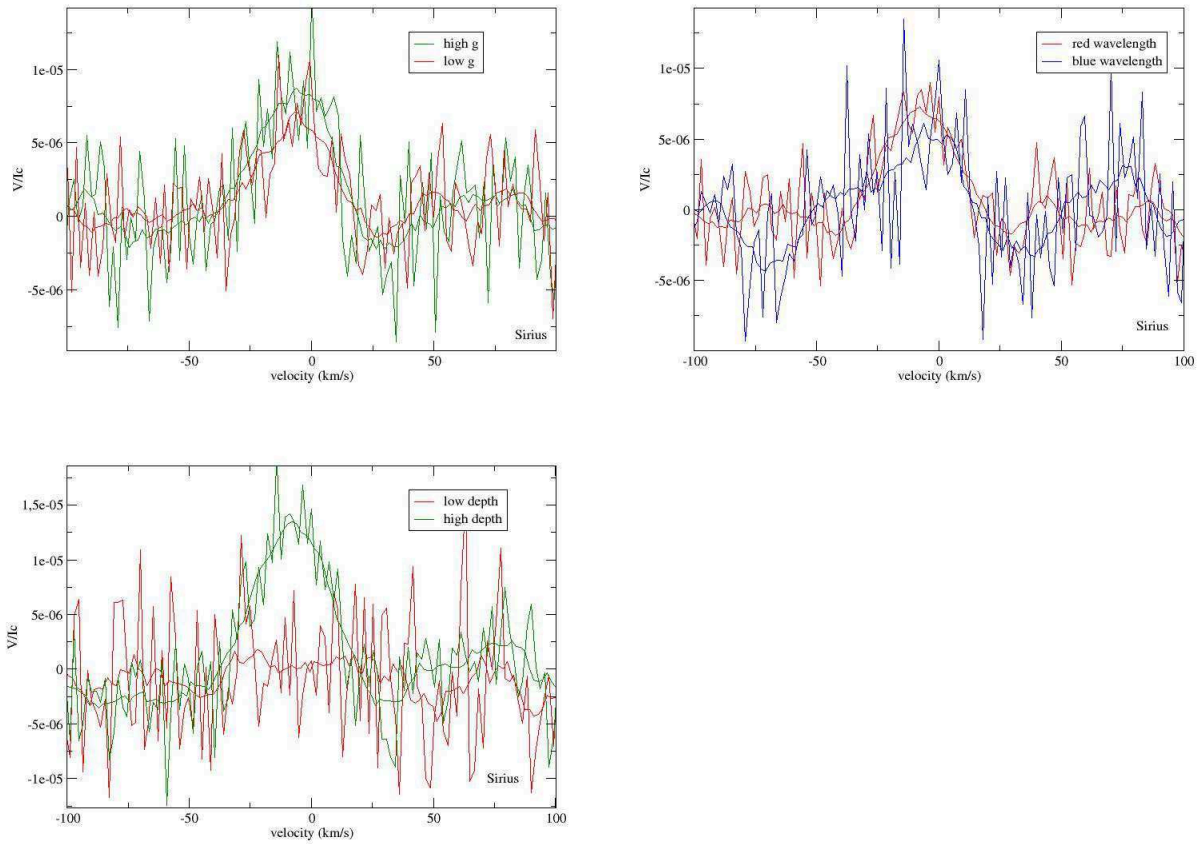 high g
low g
1e-05
5e-06
0
-5e-06
V/Ic
Sirius
-50
0
50
velocity (km/s)
red wavelength
blue wavelength
1e-05
5e-06
0
-5e-06
V/Ic
Sirius
-100
-50
0
50
100
velocity (km/s)
low depth
high depth
1,5e-05
1e-05
5e-06
0
-5e-06
-1e-05
V/Ic
Sirius
-100
-50
0
50
100
velocity (km/s)